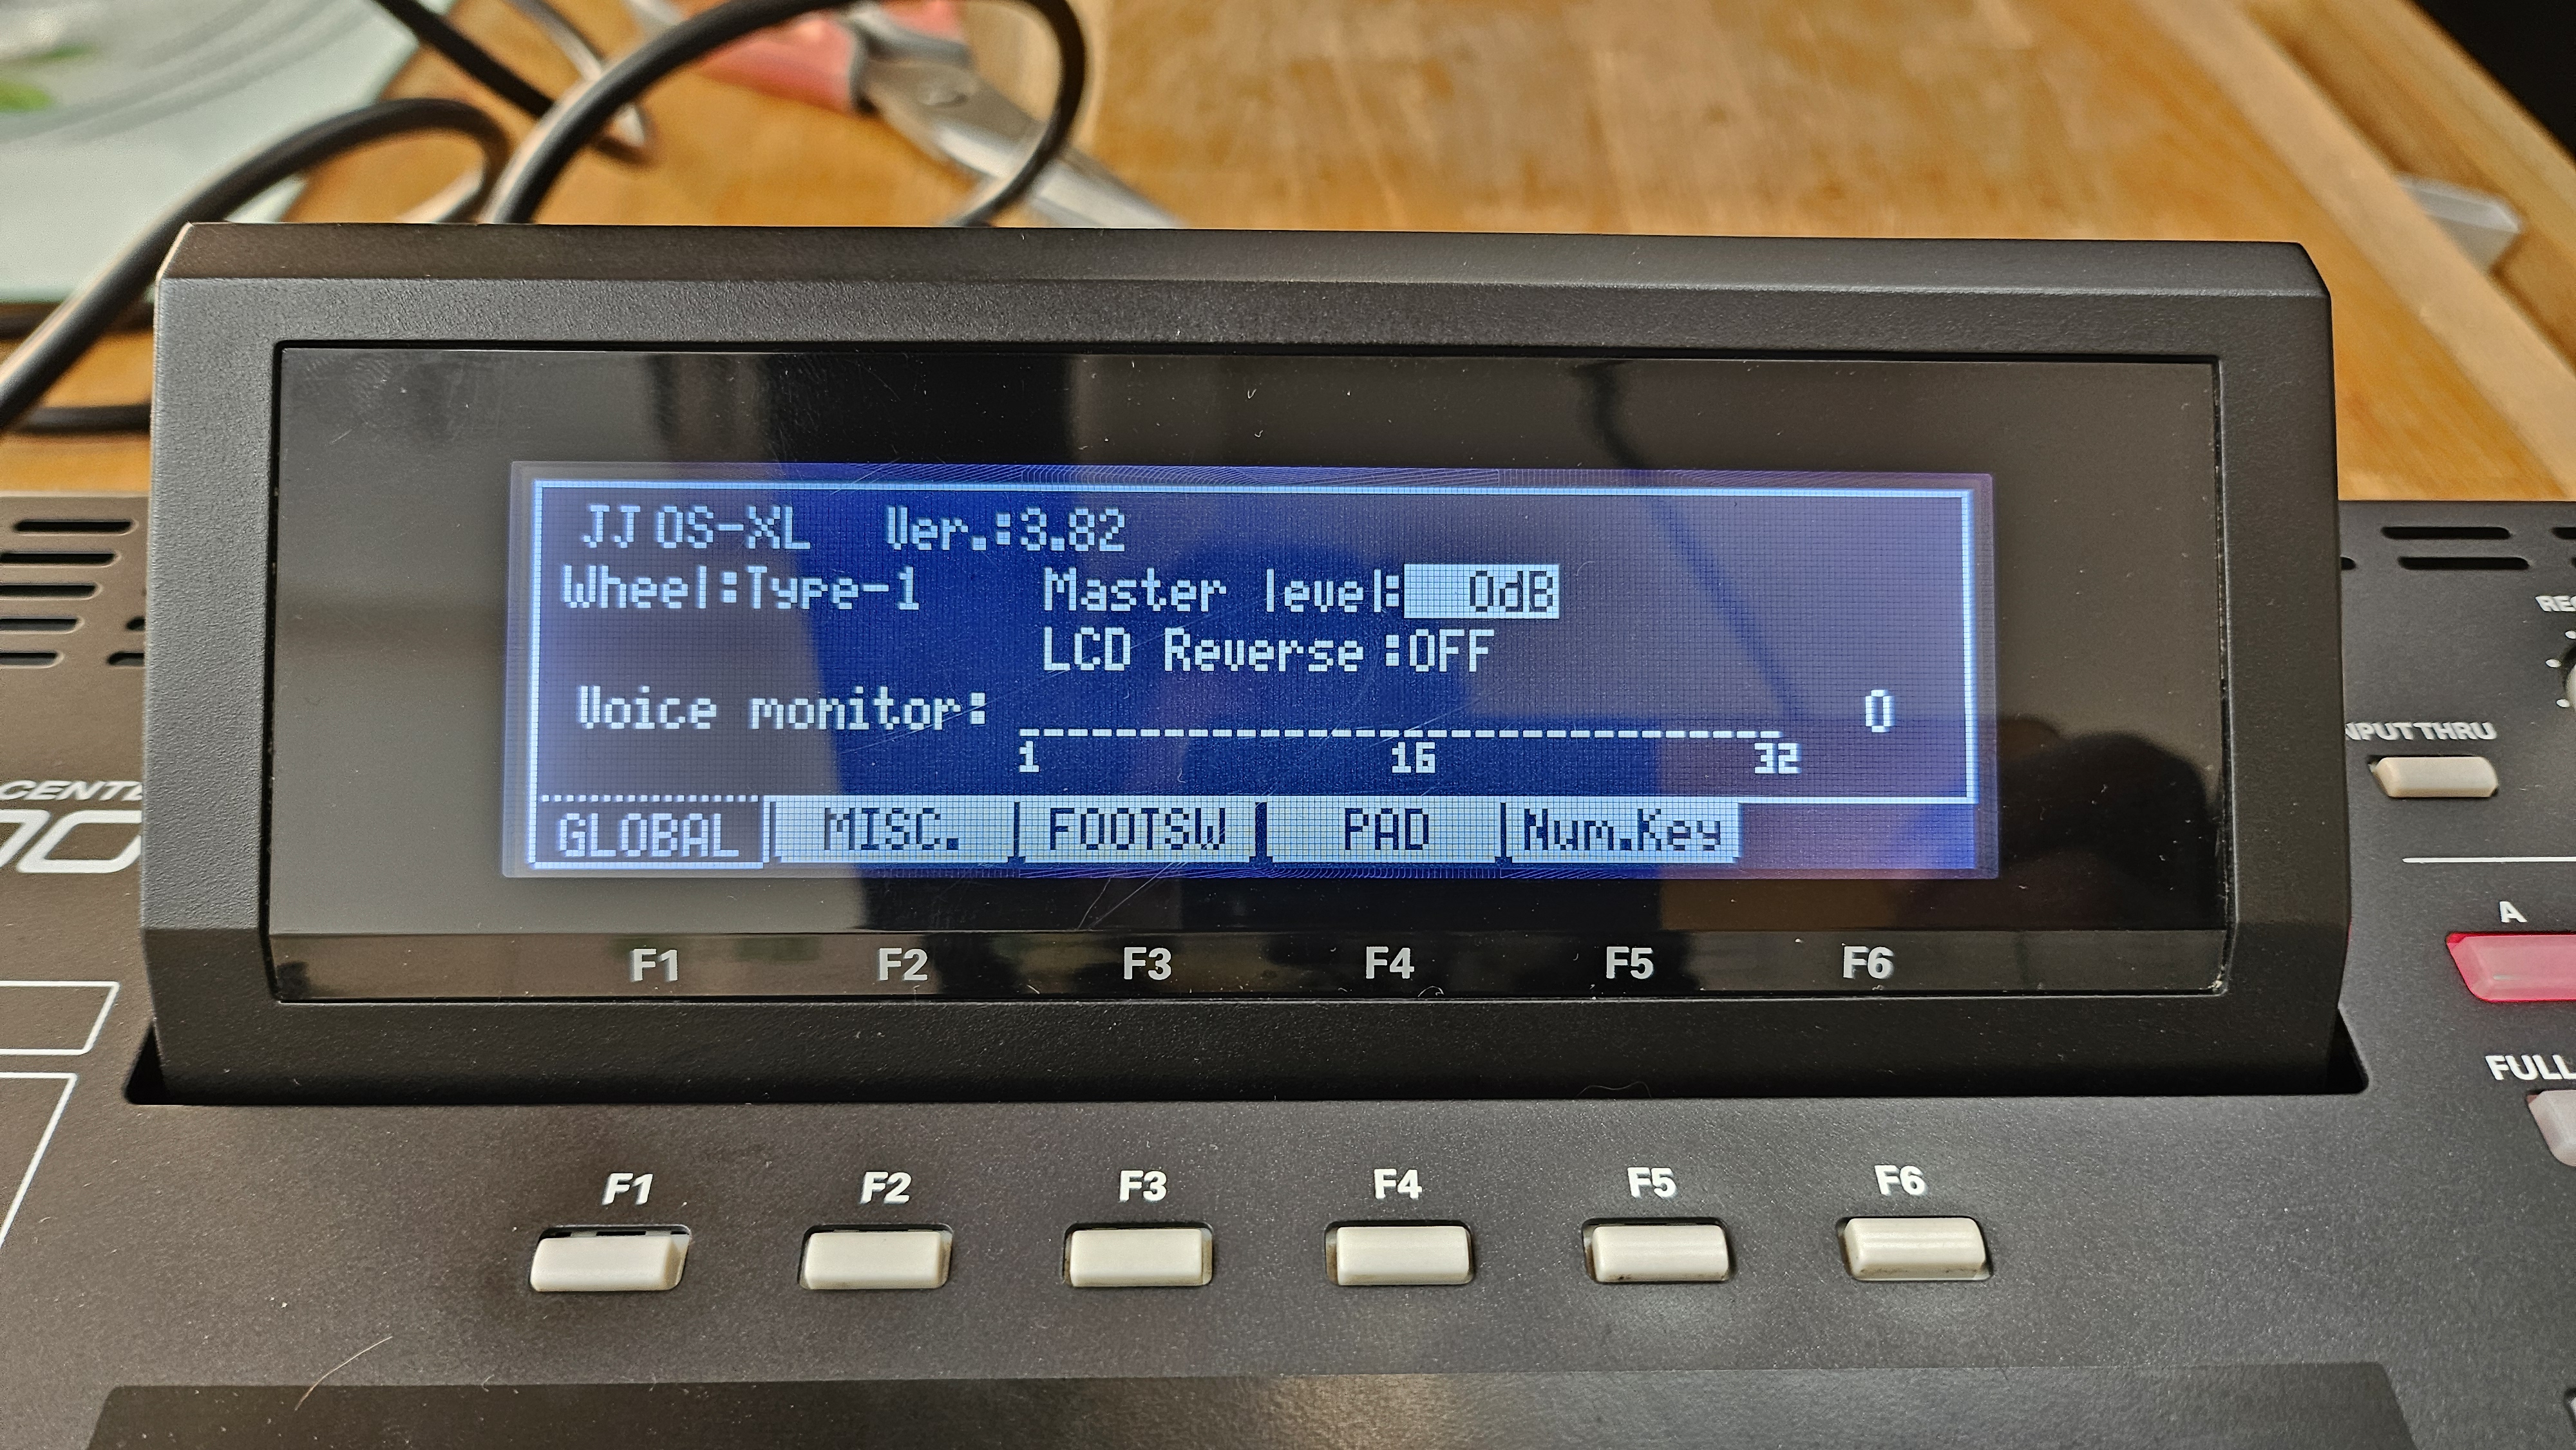 JJ OS-XL Ver.:3.82
Wheel:Type-1 Master level: 0dB
LCD Reverse :OFF
Voice monitor: 0
1 16 32
GLOBAL MISC. FOOTSW PAD Num.Key
F1 F2 F3 F4 F5 F6
F1 F2 F3 F4 F5 F6
THRU
A
FULL